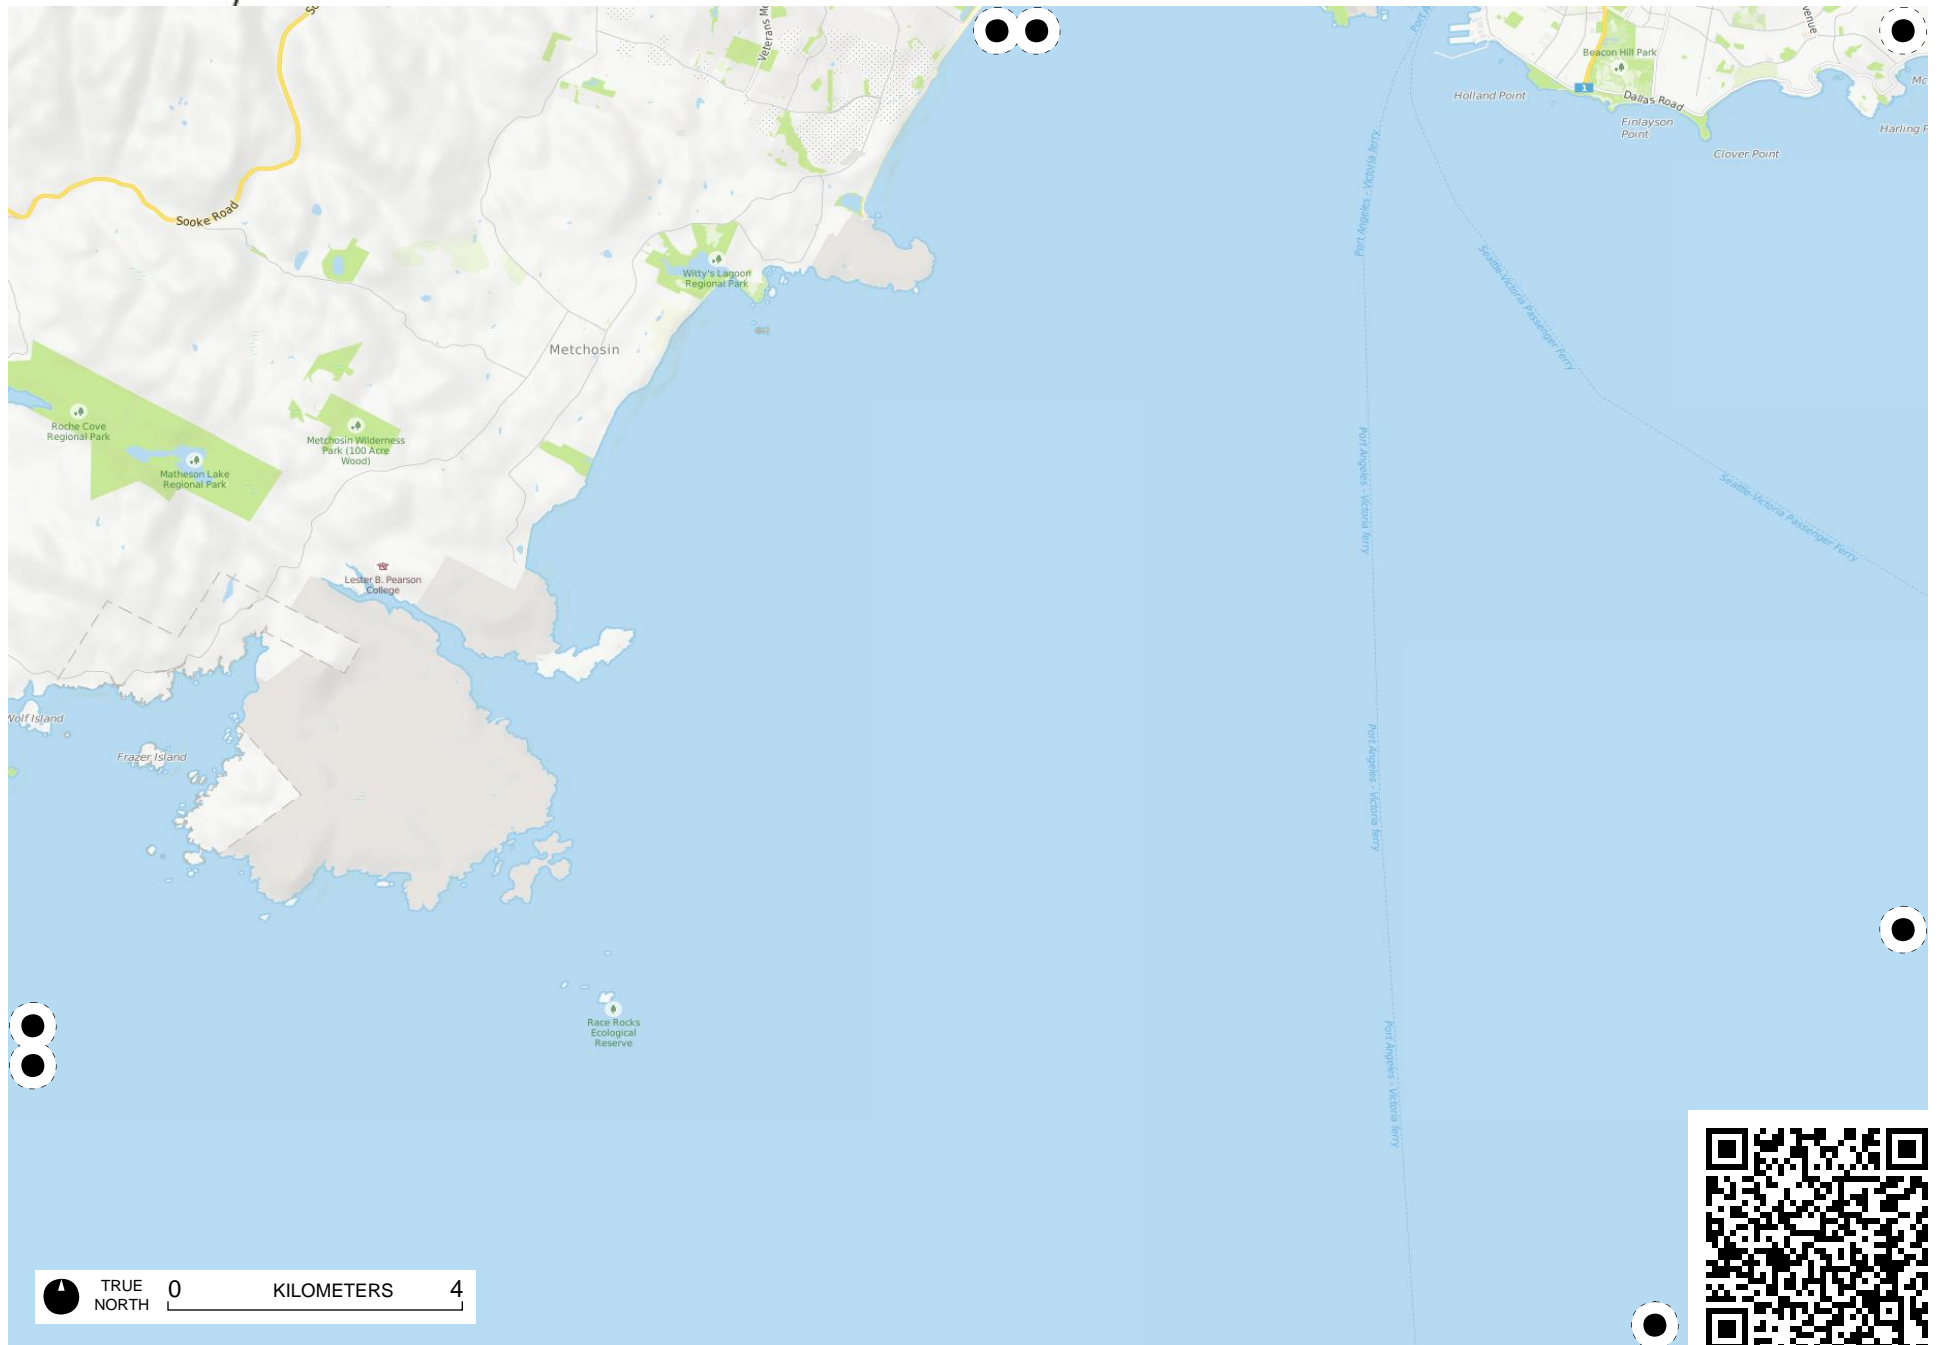 Beacon Hill Park
1
Holland Point
Dallas Road
Finlayson
Point
Clover Point
Sooke Road
Port Angeles - Victoria ferry
Witty's Lagoon
Regional Park
Seattle-Victoria Passenger Ferry
Metchosin
Roche Cove
Regional Park
Metchosin Wilderness
Park (100 Acre
Wood)
Matheson Lake
Regional Park
Port Angeles - Victoria ferry
Seattle-Victoria Passenger Ferry
Lester B. Pearson
College
Wolf Island
Frazer Island
Port Angeles - Victoria ferry
Race Rocks
Ecological
Reserve
Port Angeles - Victoria ferry
TRUE
NORTH
0 KILOMETERS 4